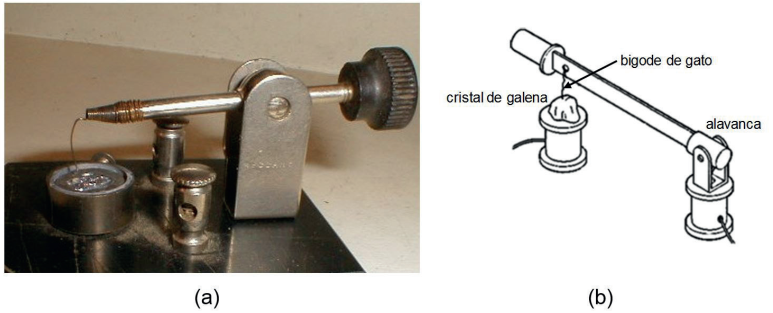 bigode de gato
cristal de galena
alavanca
(a)
(b)